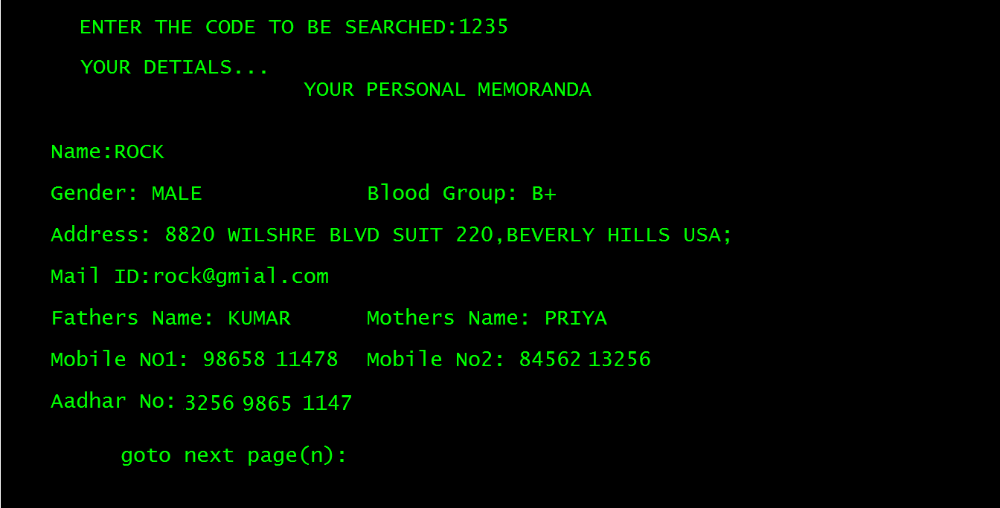 ENTER THE CODE TO BE SEARCHED:1235
YOUR DETIALS...
YOUR PERSONAL MEMORANDA
Name:ROCK
Gender: MALE Blood Group: B+
Address: 8820 WILSHRE BLVD SUIT 220,BEVERLY HILLS USA;
Mail ID:rock@gmial.com
Fathers Name: KUMAR Mothers Name: PRIYA
Mobile NO1: 98658 11478 Mobile No2: 84562 13256
Aadhar No: 3256 9865 1147
goto next page(n):